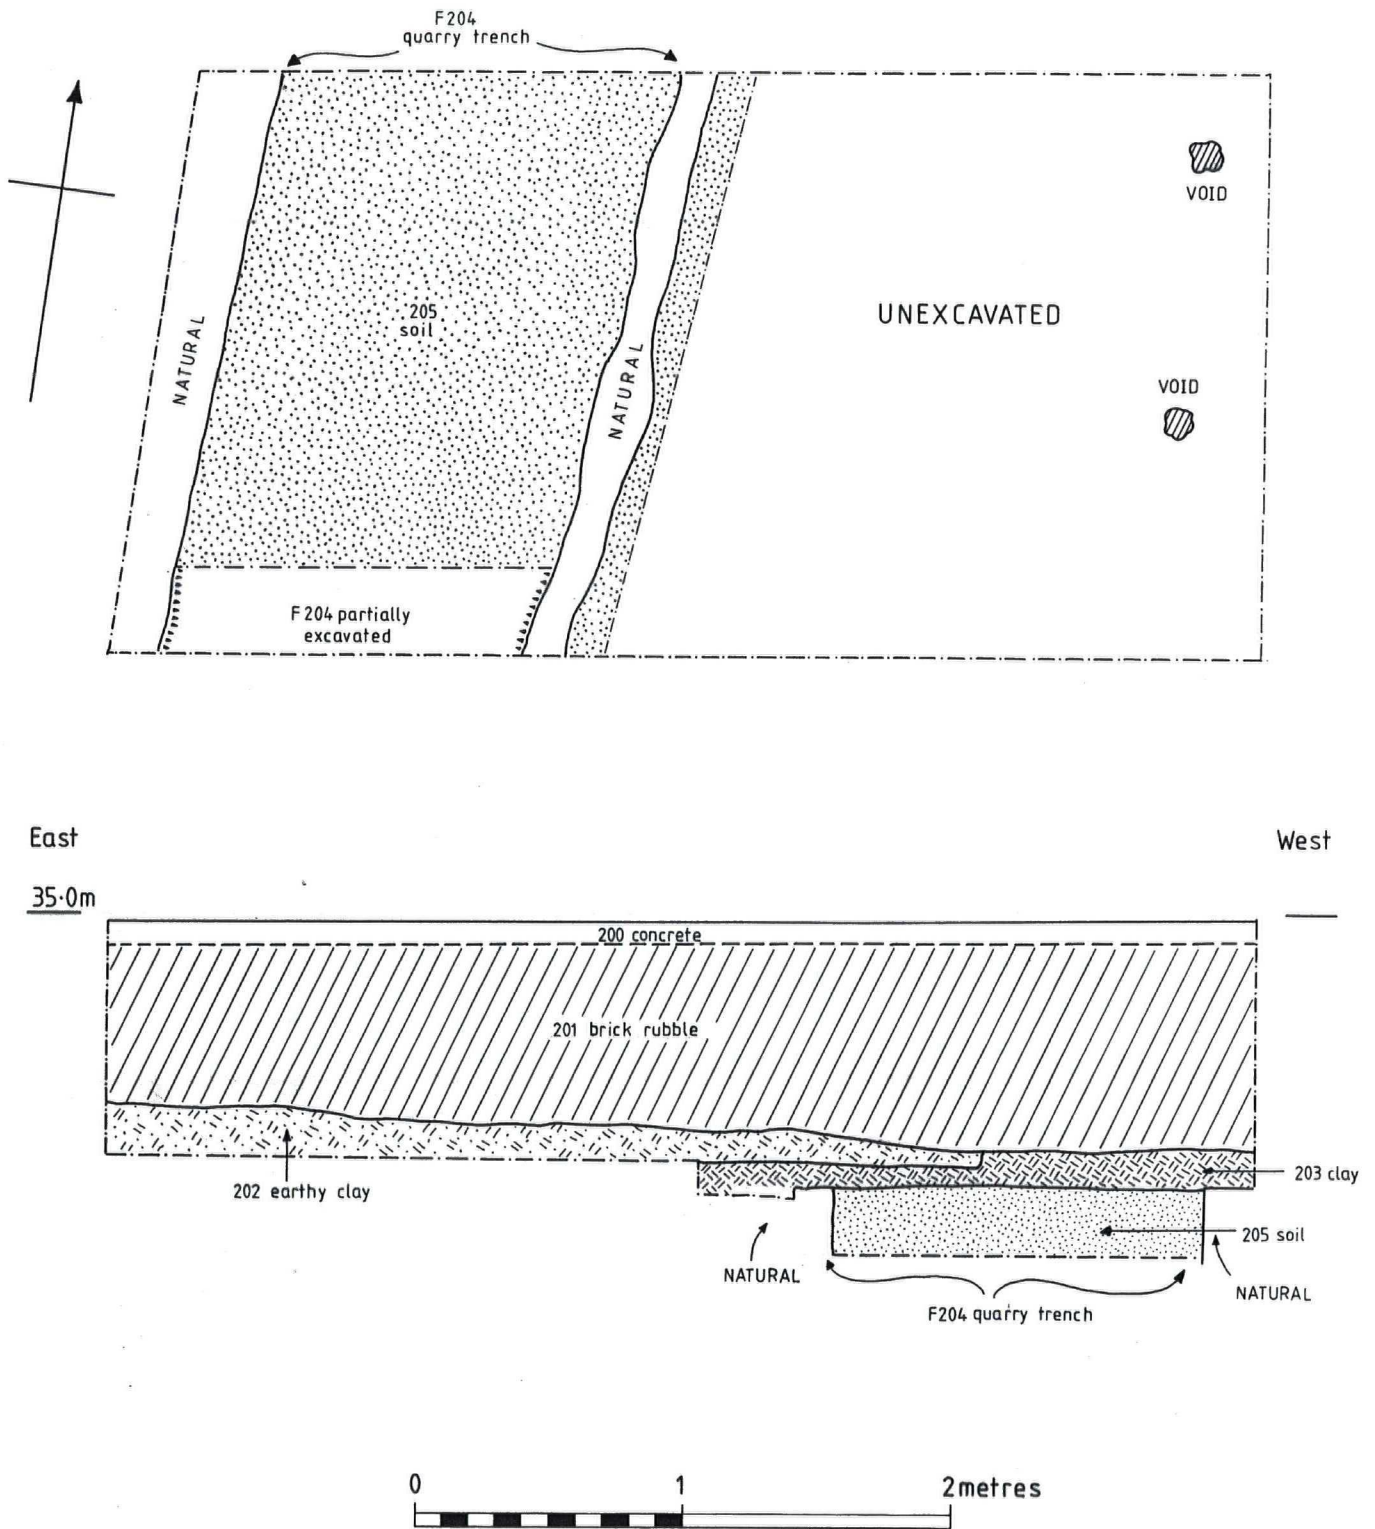 F204
quarry trench
VOID
UNEXCAVATED
205
soil
NATURAL
NATURAL
VOID
F204 partially
excavated
East
West
35·0m
200 concrete
201 brick rubble
203 clay
202 earthy clay
205 soil
NATURAL
NATURAL
F204 quarry trench
0 1 2metres